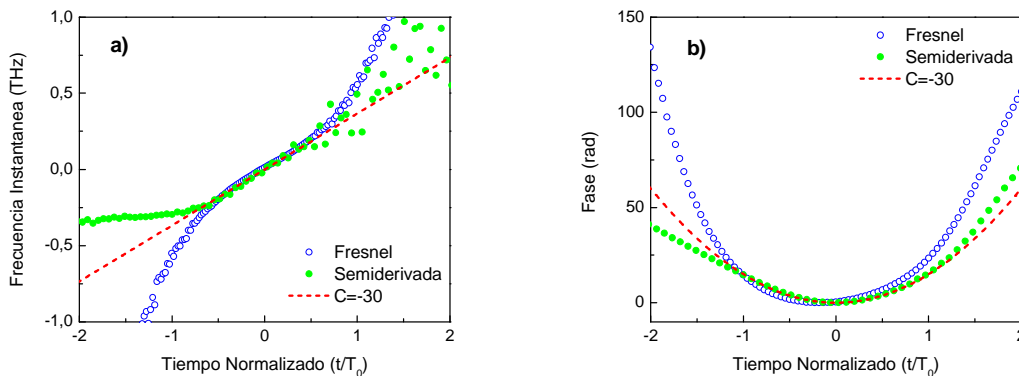 a)
Frecuencia Instantanea (THz)
1,0
0,5
0,0
-0,5
-1,0
Fresnel
Semiderivada
C=-30
-2 -1 0 1 2
Tiempo Normalizado (t/T0)
b)
Fase (rad)
150
100
50
0
Fresnel
Semiderivada
C=-30
-2 -1 0 1 2
Tiempo Normalizado (t/T0)